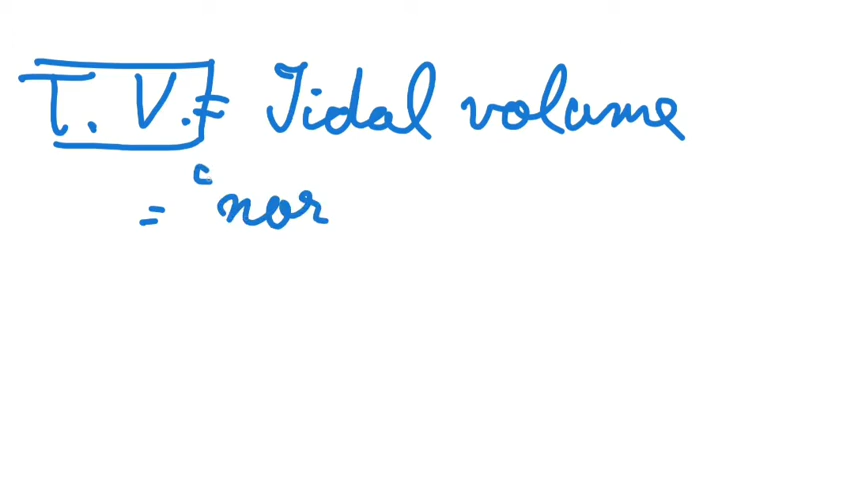 T. V. = Tidal volume
= "nor